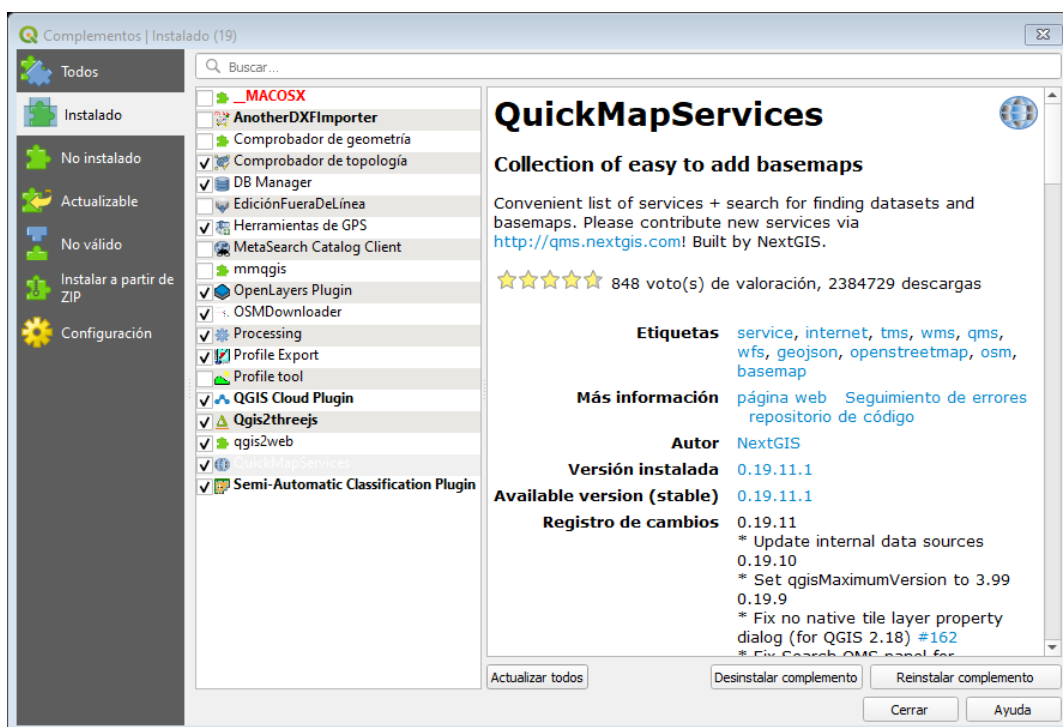 Complementos | Instalado (19)
Todos
Instalado
No instalado
Actualizable
No válido
Instalar a partir de
ZIP
Configuración
Buscar...
__MACOSX
AnotherDXFImporter
Comprobador de geometría
Comprobador de topología
DB Manager
EdiciónFueraDeLínea
Herramientas de GPS
MetaSearch Catalog Client
mmqgis
OpenLayers Plugin
OSMDownloader
Processing
Profile Export
Profile tool
QGIS Cloud Plugin
Qgis2threejs
qgis2web
QuickMapServices
Semi-Automatic Classification Plugin
QuickMapServices
Collection of easy to add basemaps
Convenient list of services + search for finding datasets and
basemaps. Please contribute new services via
http://qms.nextgis.com! Built by NextGIS.
848 voto(s) de valoración, 2384729 descargas
Etiquetas service, internet, tms, wms, qms,
wfs, geojson, openstreetmap, osm,
basemap
Más información página web Seguimiento de errores
repositorio de código
Autor NextGIS
Versión instalada 0.19.11.1
Available version (stable) 0.19.11.1
Registro de cambios 0.19.11
* Update internal data sources
0.19.10
* Set qgisMaximumVersion to 3.99
0.19.9
* Fix no native tile layer property
dialog (for QGIS 2.18) #162
* Fix Search QMS panel for
Actualizar todos
Desinstalar complemento
Reinstalar complemento
Cerrar
Ayuda